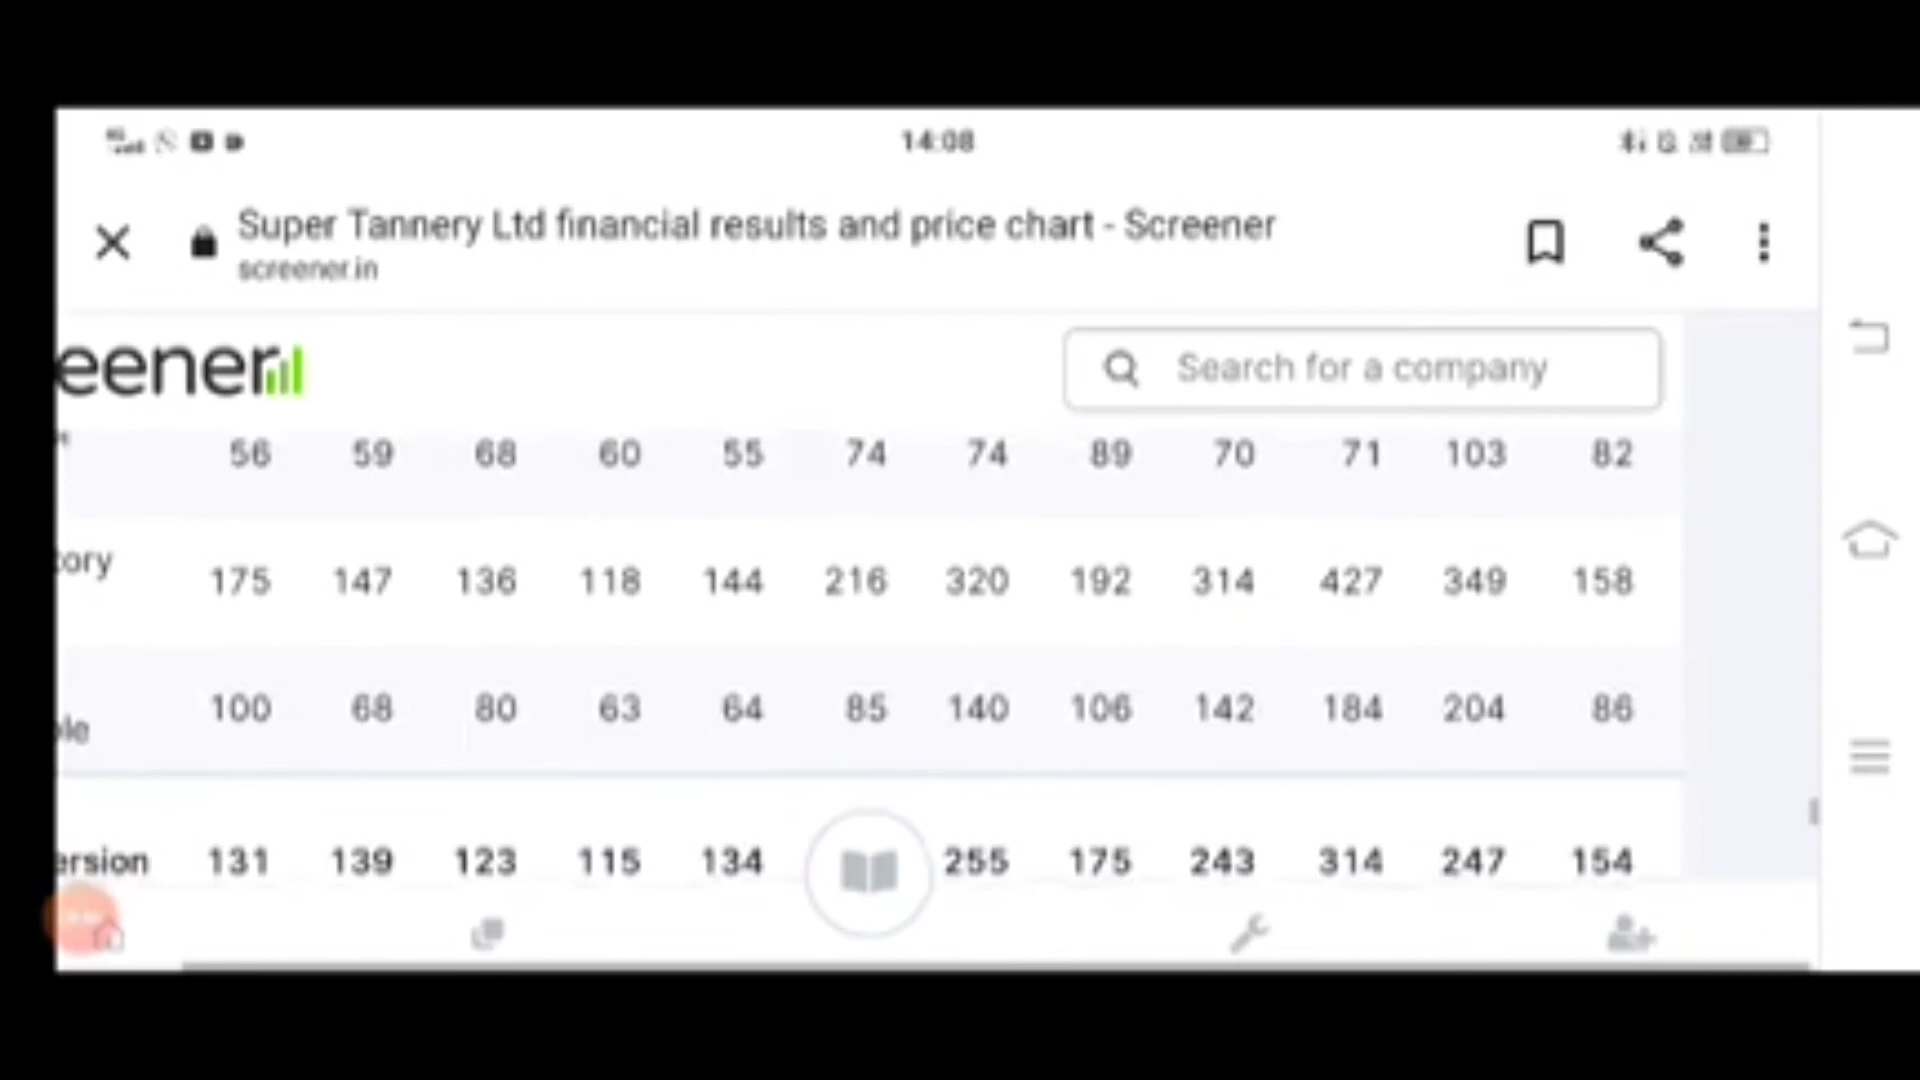 14:08
Super Tannery Ltd financial results and price chart - Screener
screener.in
eener
Search for a company
56 59 68 60 55 74 74 89 70 71 103 82
tory 175 147 136 118 144 216 320 192 314 427 349 158
ole 100 68 80 63 64 85 140 106 142 184 204 86
ersion 131 139 123 115 134 255 175 243 314 247 154